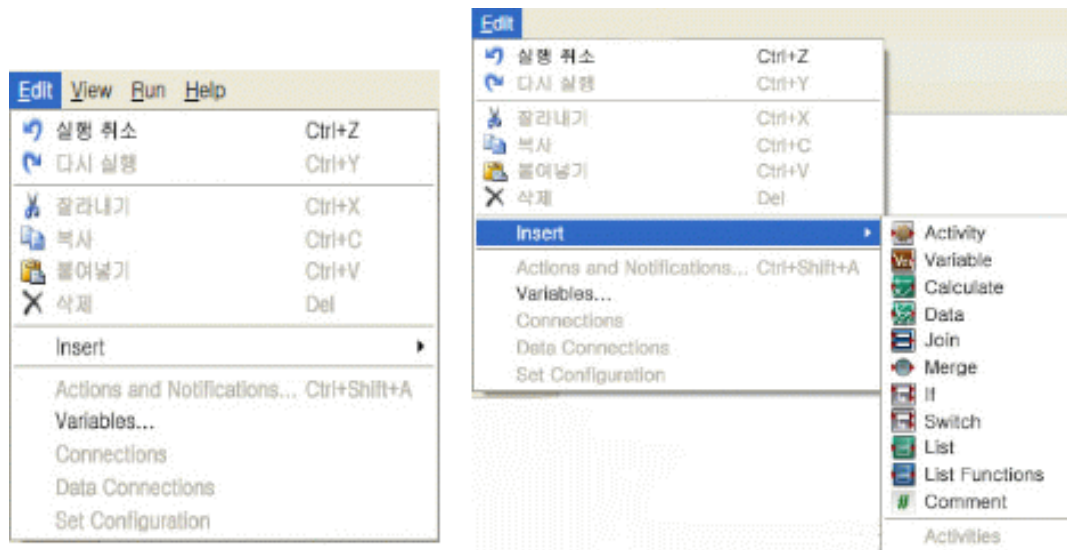 Edit View Run Help
실행 취소 Ctrl+Z
다시 실행 Ctrl+Y
잘라내기 Ctrl+X
복사 Ctrl+C
붙여넣기 Ctrl+V
삭제 Del
Insert
Actions and Notifications... Ctrl+Shift+A
Variables...
Connections
Data Connections
Set Configuration
Edit
실행 취소 Ctrl+Z
다시 실행 Ctrl+Y
잘라내기 Ctrl+X
복사 Ctrl+C
붙여넣기 Ctrl+V
삭제 Del
Insert
Actions and Notifications... Ctrl+Shift+A
Variables...
Connections
Data Connections
Set Configuration
Activity
Variable
Calculate
Data
Join
Merge
If
Switch
List
List Functions
Comment
Activities